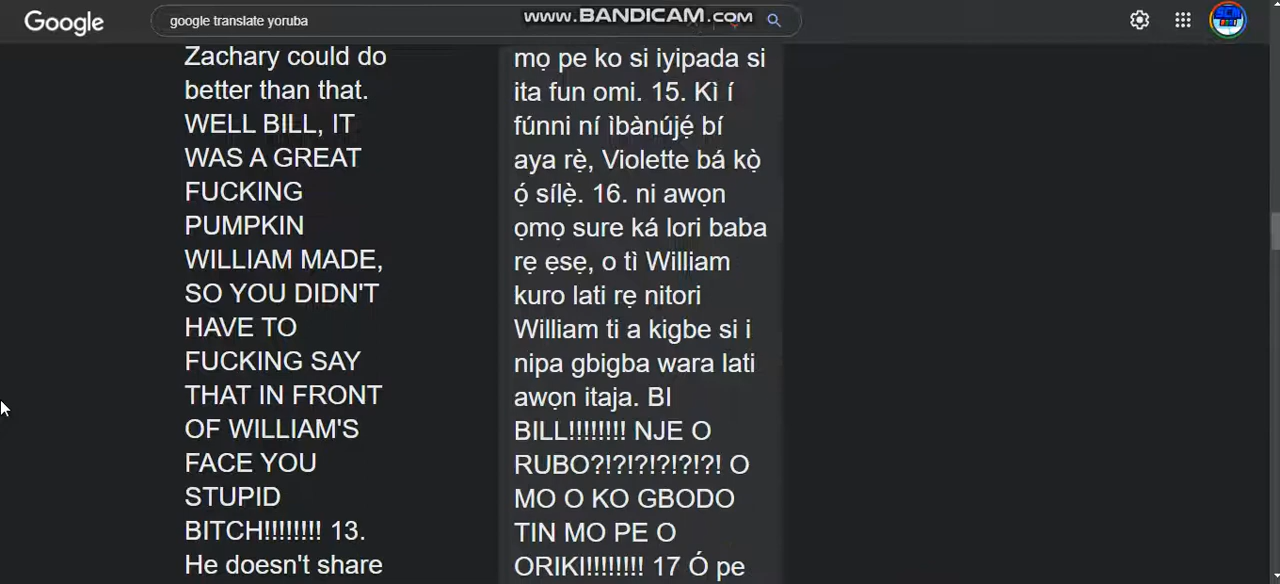 www.BANDICAM.com
Google
google translate yoruba
Zachary could do
better than that.
WELL BILL, IT
WAS A GREAT
FUCKING
PUMPKIN
WILLIAM MADE,
SO YOU DIDN'T
HAVE TO
FUCKING SAY
THAT IN FRONT
OF WILLIAM'S
FACE YOU
STUPID
BITCH!!!!!!!! 13.
He doesn't share
mọ pe ko si iyipada si
ita fun omi. 15. Kì í
fúnni ní ìbànújẹ́ bí
aya rẹ̀, Violette bá kọ̀
ọ́ sílẹ̀. 16. ni awọn
ọmọ sure ká lori baba
rẹ ẹsẹ, o tì William
kuro lati rẹ nitori
William ti a kigbe si i
nipa gbigba wara lati
awọn itaja. BI
BILL!!!!!!!! NJE O
RUBO?!?!?!?!?!?! O
MO O KO GBODO
TIN MO PE O
ORIKI!!!!!!!! 17 Ó pe